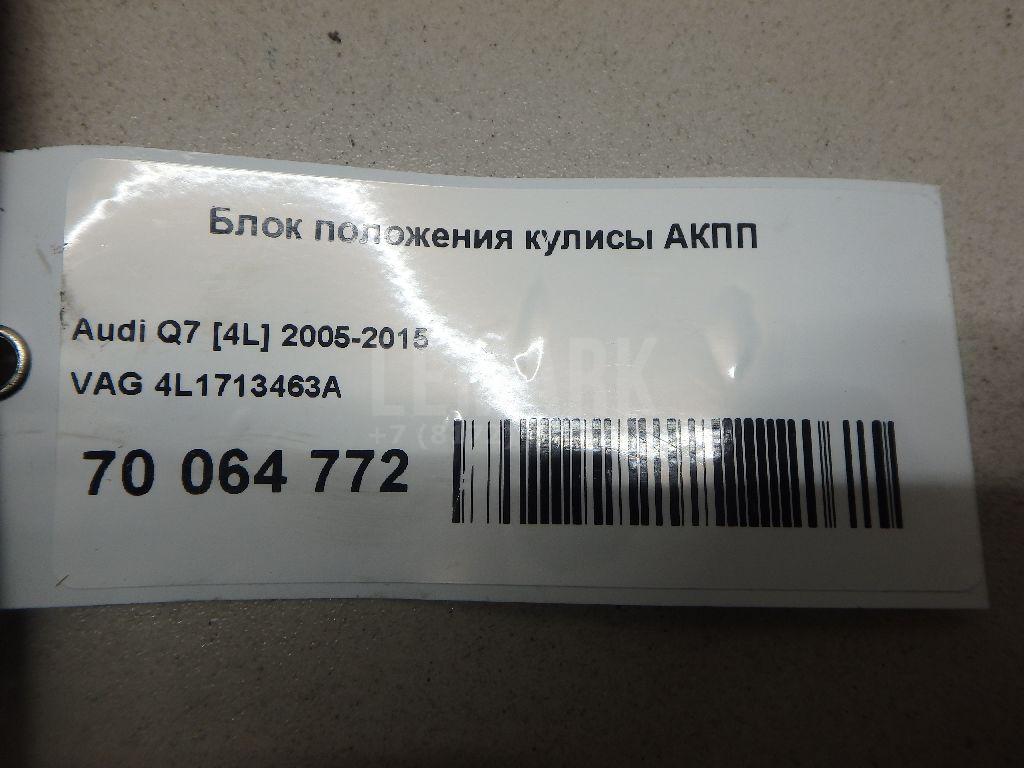 Блок положения кулисы АКПП
Audi Q7 [4L] 2005-2015
VAG 4L1713463A
70 064 772